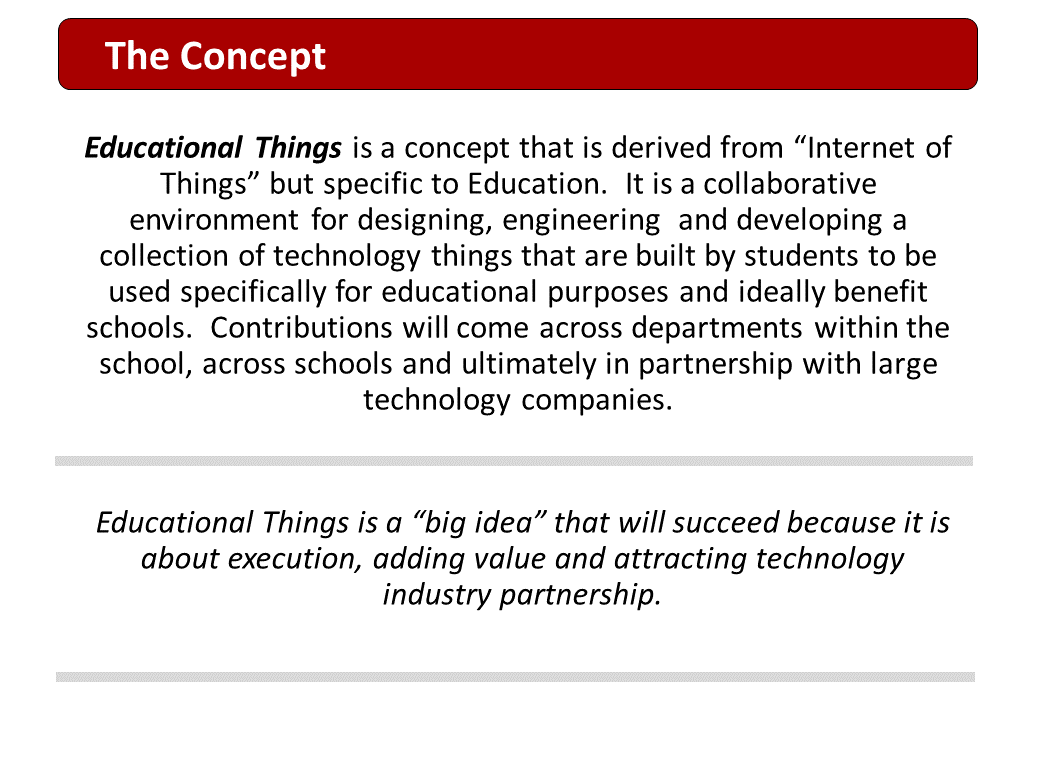 The Concept
Educational Things is a concept that is derived from “Internet of
Things” but specific to Education.  It is a collaborative
environment for designing, engineering  and developing a
collection of technology things that are built by students to be
used specifically for educational purposes and ideally benefit
schools.  Contributions will come across departments within the
school, across schools and ultimately in partnership with large
technology companies.
Educational Things is a “big idea” that will succeed because it is
about execution, adding value and attracting technology
industry partnership.